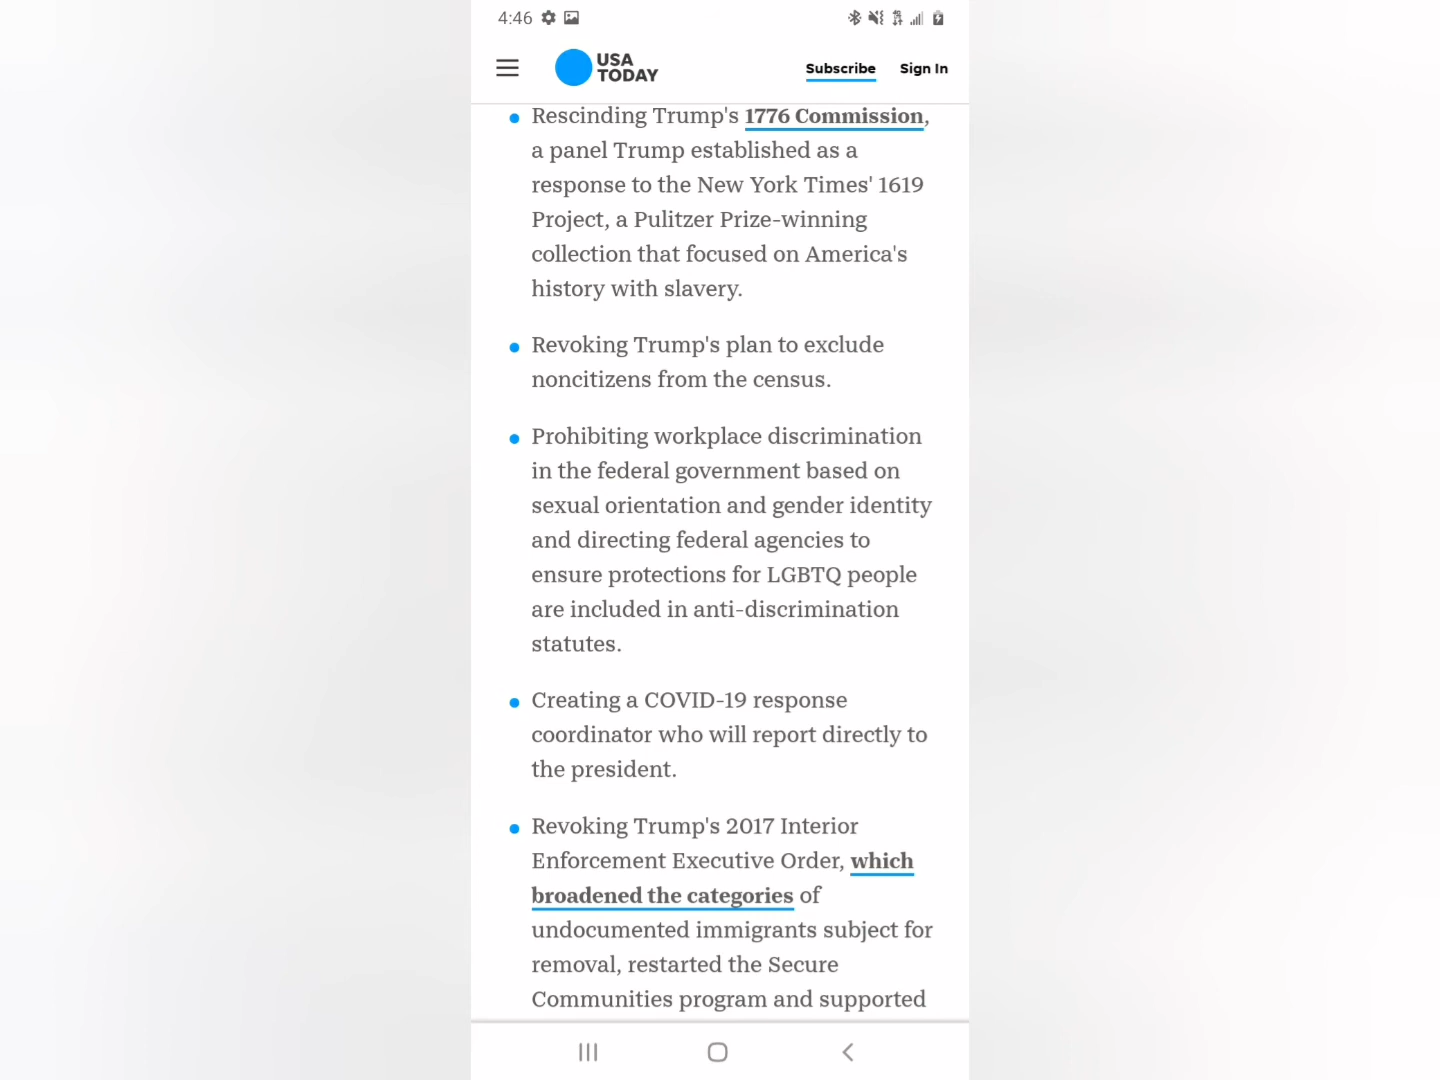 4:46
USA
TODAY
Subscribe
Sign In
Rescinding Trump's 1776 Commission,
a panel Trump established as a
response to the New York Times' 1619
Project, a Pulitzer Prize-winning
collection that focused on America's
history with slavery.
Revoking Trump's plan to exclude
noncitizens from the census.
Prohibiting workplace discrimination
in the federal government based on
sexual orientation and gender identity
and directing federal agencies to
ensure protections for LGBTQ people
are included in anti-discrimination
statutes.
Creating a COVID-19 response
coordinator who will report directly to
the president.
Revoking Trump's 2017 Interior
Enforcement Executive Order, which
broadened the categories of
undocumented immigrants subject for
removal, restarted the Secure
Communities program and supported